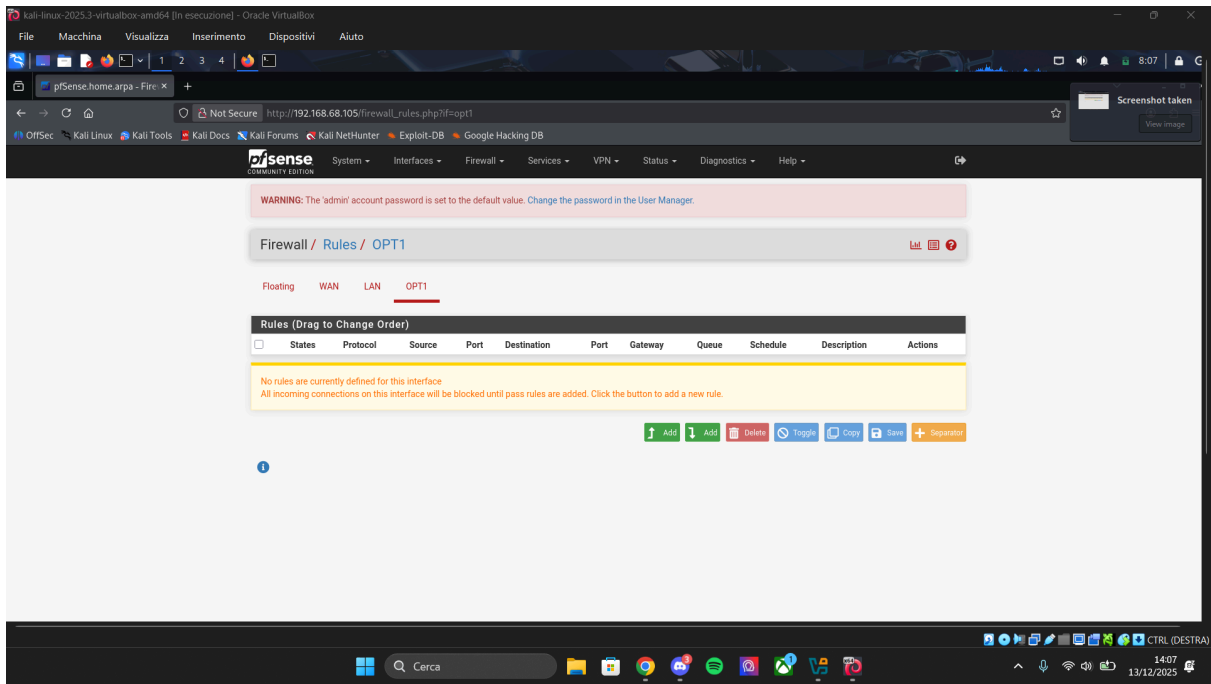 kali-linux-2025.3-virtualbox-amd64 [In esecuzione] - Oracle VirtualBox
File Macchina Visualizza Inserimento Dispositivi Aiuto
1 2 3 4 8:07
pfSense.home.arpa - Fire
Screenshot taken
View image
Not Secure http://192.168.68.105/firewall_rules.php?if=opt1
OffSec Kali Linux Kali Tools Kali Docs Kali Forums Kali NetHunter Exploit-DB Google Hacking DB
pfsense COMMUNITY EDITION System Interfaces Firewall Services VPN Status Diagnostics Help
WARNING: The 'admin' account password is set to the default value. Change the password in the User Manager.
Firewall / Rules / OPT1
Floating WAN LAN OPT1
Rules (Drag to Change Order)
States Protocol Source Port Destination Port Gateway Queue Schedule Description Actions
No rules are currently defined for this interface
All incoming connections on this interface will be blocked until pass rules are added. Click the button to add a new rule.
Add Add Delete Toggle Copy Save Separator
CTRL (DESTRA)
Cerca
14:07
13/12/2025